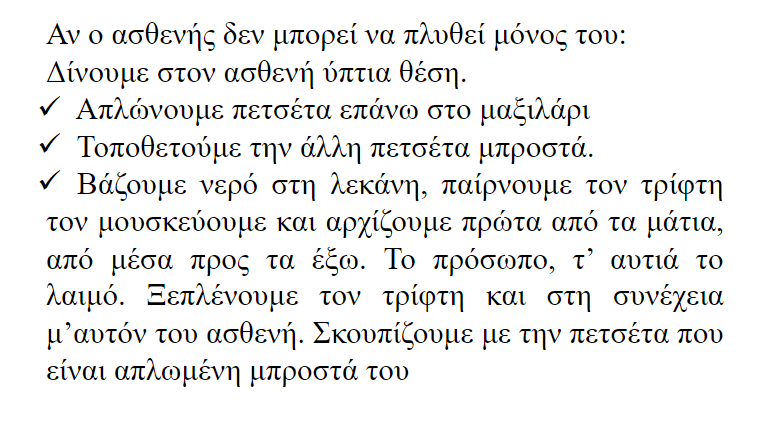 Αν ο ασθενής δεν μπορεί να πλυθεί μόνος του:
Δίνουμε στον ασθενή ύπτια θέση.
✓ Απλώνουμε πετσέτα επάνω στο μαξιλάρι
✓ Τοποθετούμε την άλλη πετσέτα μπροστά.
✓ Βάζουμε νερό στη λεκάνη, παίρνουμε τον τρίφτη
τον μουσκεύουμε και αρχίζουμε πρώτα από τα μάτια,
από μέσα προς τα έξω. Το πρόσωπο, τ’ αυτιά το
λαιμό. Ξεπλένουμε τον τρίφτη και στη συνέχεια
μ’αυτόν του ασθενή. Σκουπίζουμε με την πετσέτα που
είναι απλωμένη μπροστά του